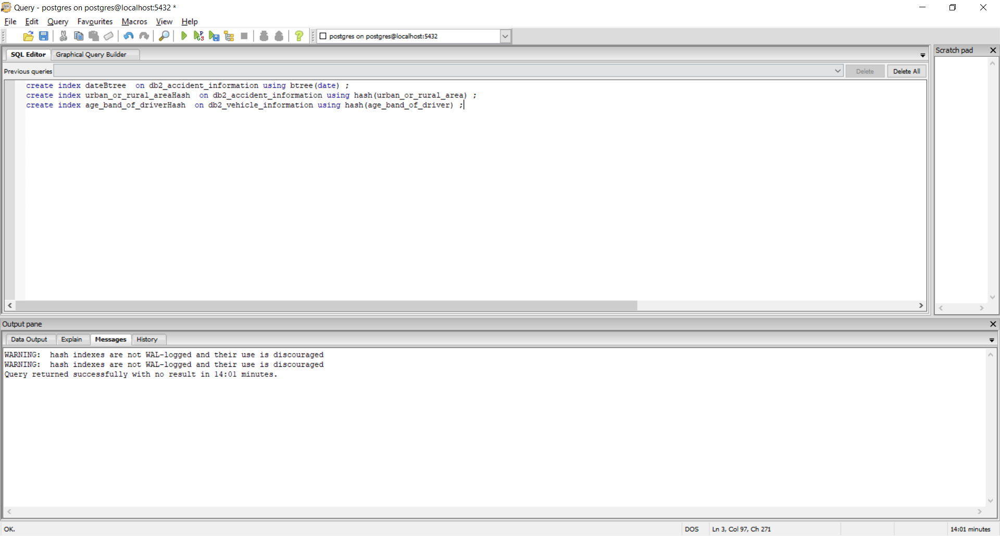 Query - postgres on postgres@localhost:5432 *
File Edit Query Favourites Macros View Help
postgres on postgres@localhost:5432
SQL Editor Graphical Query Builder
Scratch pad
Previous queries Delete Delete All
create index dateBtree  on db2_accident_information using btree(date) ;
create index urban_or_rural_areaHash  on db2_accident_information using hash(urban_or_rural_area) ;
create index age_band_of_driverHash  on db2_vehicle_information using hash(age_band_of_driver) ;
Output pane
Data Output Explain Messages History
WARNING:  hash indexes are not WAL-logged and their use is discouraged
WARNING:  hash indexes are not WAL-logged and their use is discouraged
Query returned successfully with no result in 14:01 minutes.
OK. DOS Ln 3, Col 97, Ch 271 14:01 minutes